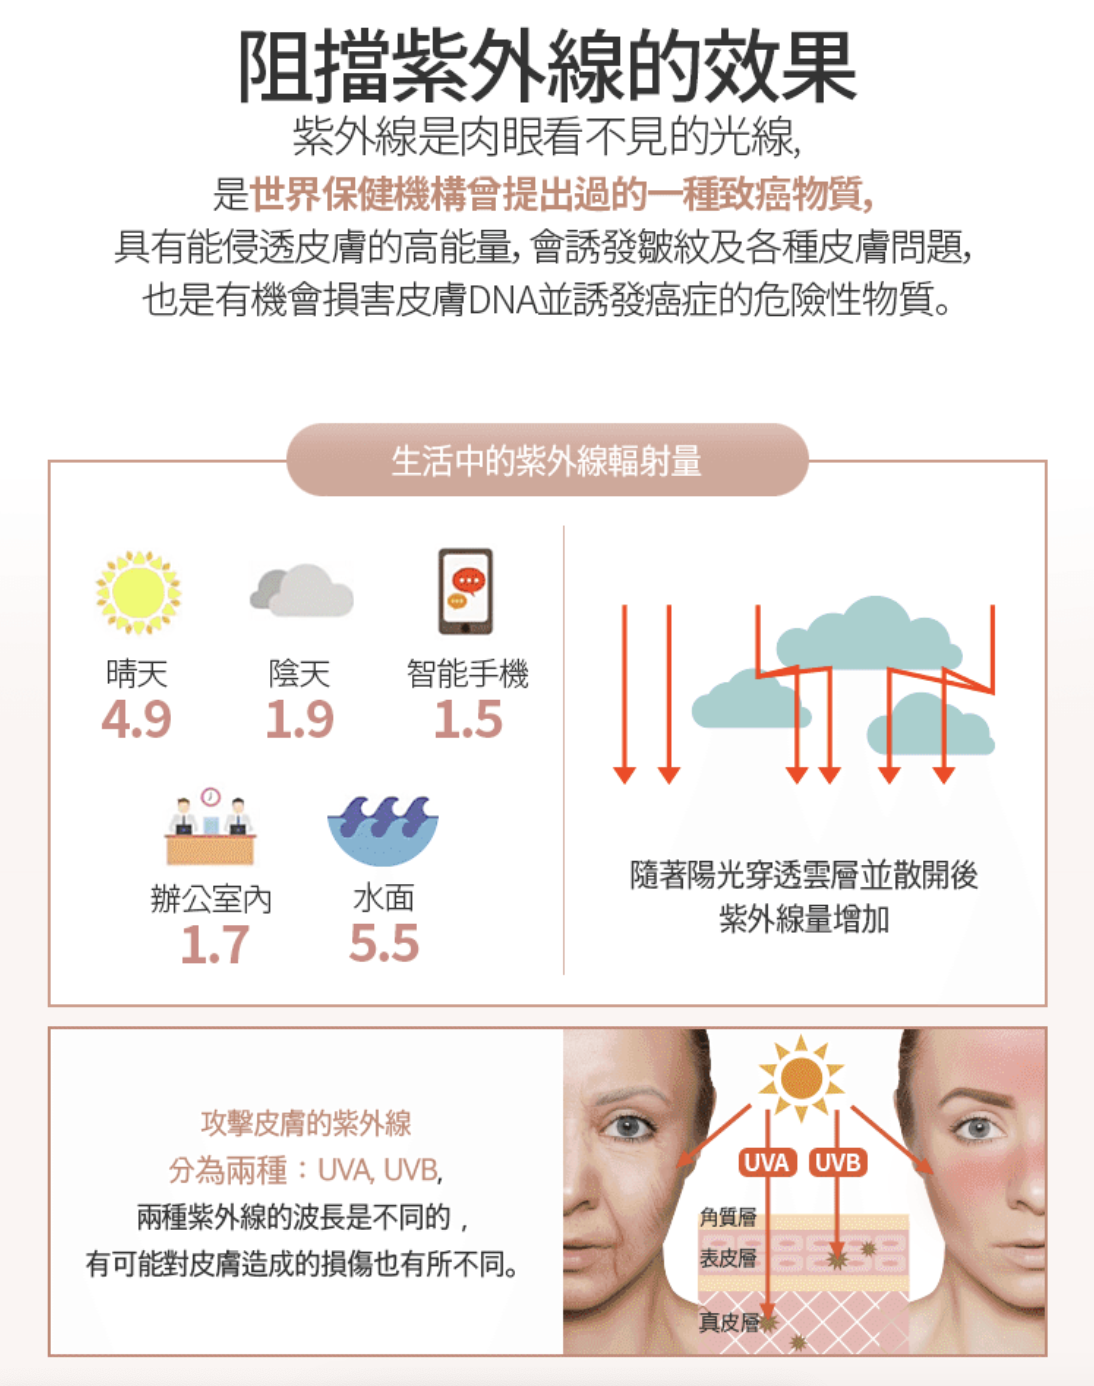 阻擋紫外線的效果
紫外線是肉眼看不見的光線,
是世界保健機構曾提出過的一種致癌物質,
具有能侵透皮膚的高能量, 會誘發皺紋及各種皮膚問題,
也是有機會損害皮膚DNA並誘發癌症的危險性物質。
生活中的紫外線輻射量
晴天
4.9
陰天
1.9
智能手機
1.5
辦公室內
1.7
水面
5.5
隨著陽光穿透雲層並散開後
紫外線量增加
攻擊皮膚的紫外線
分為兩種：UVA, UVB,
兩種紫外線的波長是不同的，
有可能對皮膚造成的損傷也有所不同。
UVA
UVB
角質層
表皮層
真皮層